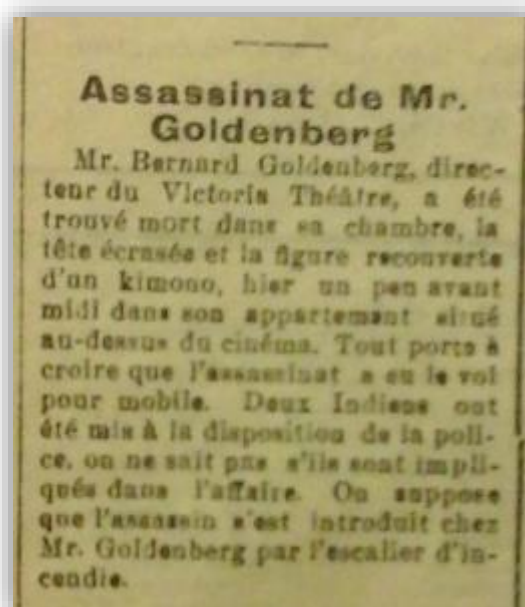 Assassinat de Mr.
Goldenberg
Mr. Bernard Goldenberg, direc-
teur du Victoria Théâtre, a été
trouvé mort dans sa chambre, la
tête écrasée et la figure recouverte
d'un kimono, hier un peu avant
midi dans son appartement situé
au-dessus du cinéma. Tout porte à
croire que l'assassinat a eu le vol
pour mobile. Deux Indiens ont
été mis à la disposition de la poli-
ce, on ne sait pas s'ils sont impli-
qués dans l'affaire. On suppose
que l'assassin s'est introduit chez
Mr. Goldenberg par l'escalier d'in-
cendie.